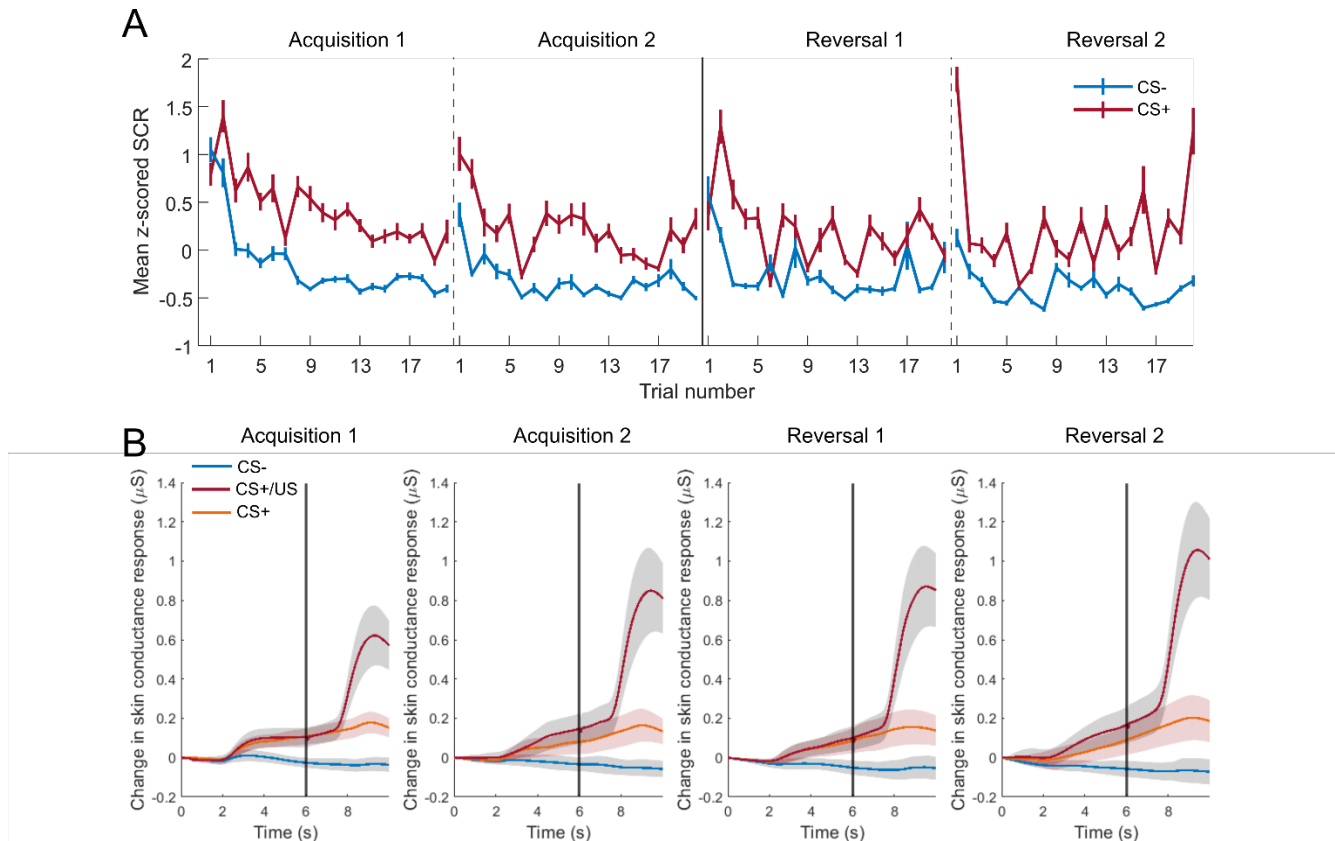 A
Acquisition 1 Acquisition 2 Reversal 1 Reversal 2
Mean z-scored SCR
2
1.5
1
0.5
0
-0.5
-1
CS-
CS+
1 5 9 13 17 1 5 9 13 17 1 5 9 13 17 1 5 9 13 17
Trial number
B
Acquisition 1 Acquisition 2 Reversal 1 Reversal 2
CS-
CS+/US
CS+
Change in skin conductance response (μS)
1.4
1.2
1
0.8
0.6
0.4
0.2
0
-0.2
0 2 4 6 8
Time (s)
Change in skin conductance response (μS)
1.4
1.2
1
0.8
0.6
0.4
0.2
0
-0.2
0 2 4 6 8
Time (s)
Change in skin conductance response (μS)
1.4
1.2
1
0.8
0.6
0.4
0.2
0
-0.2
0 2 4 6 8
Time (s)
Change in skin conductance response (μS)
1.4
1.2
1
0.8
0.6
0.4
0.2
0
-0.2
0 2 4 6 8
Time (s)